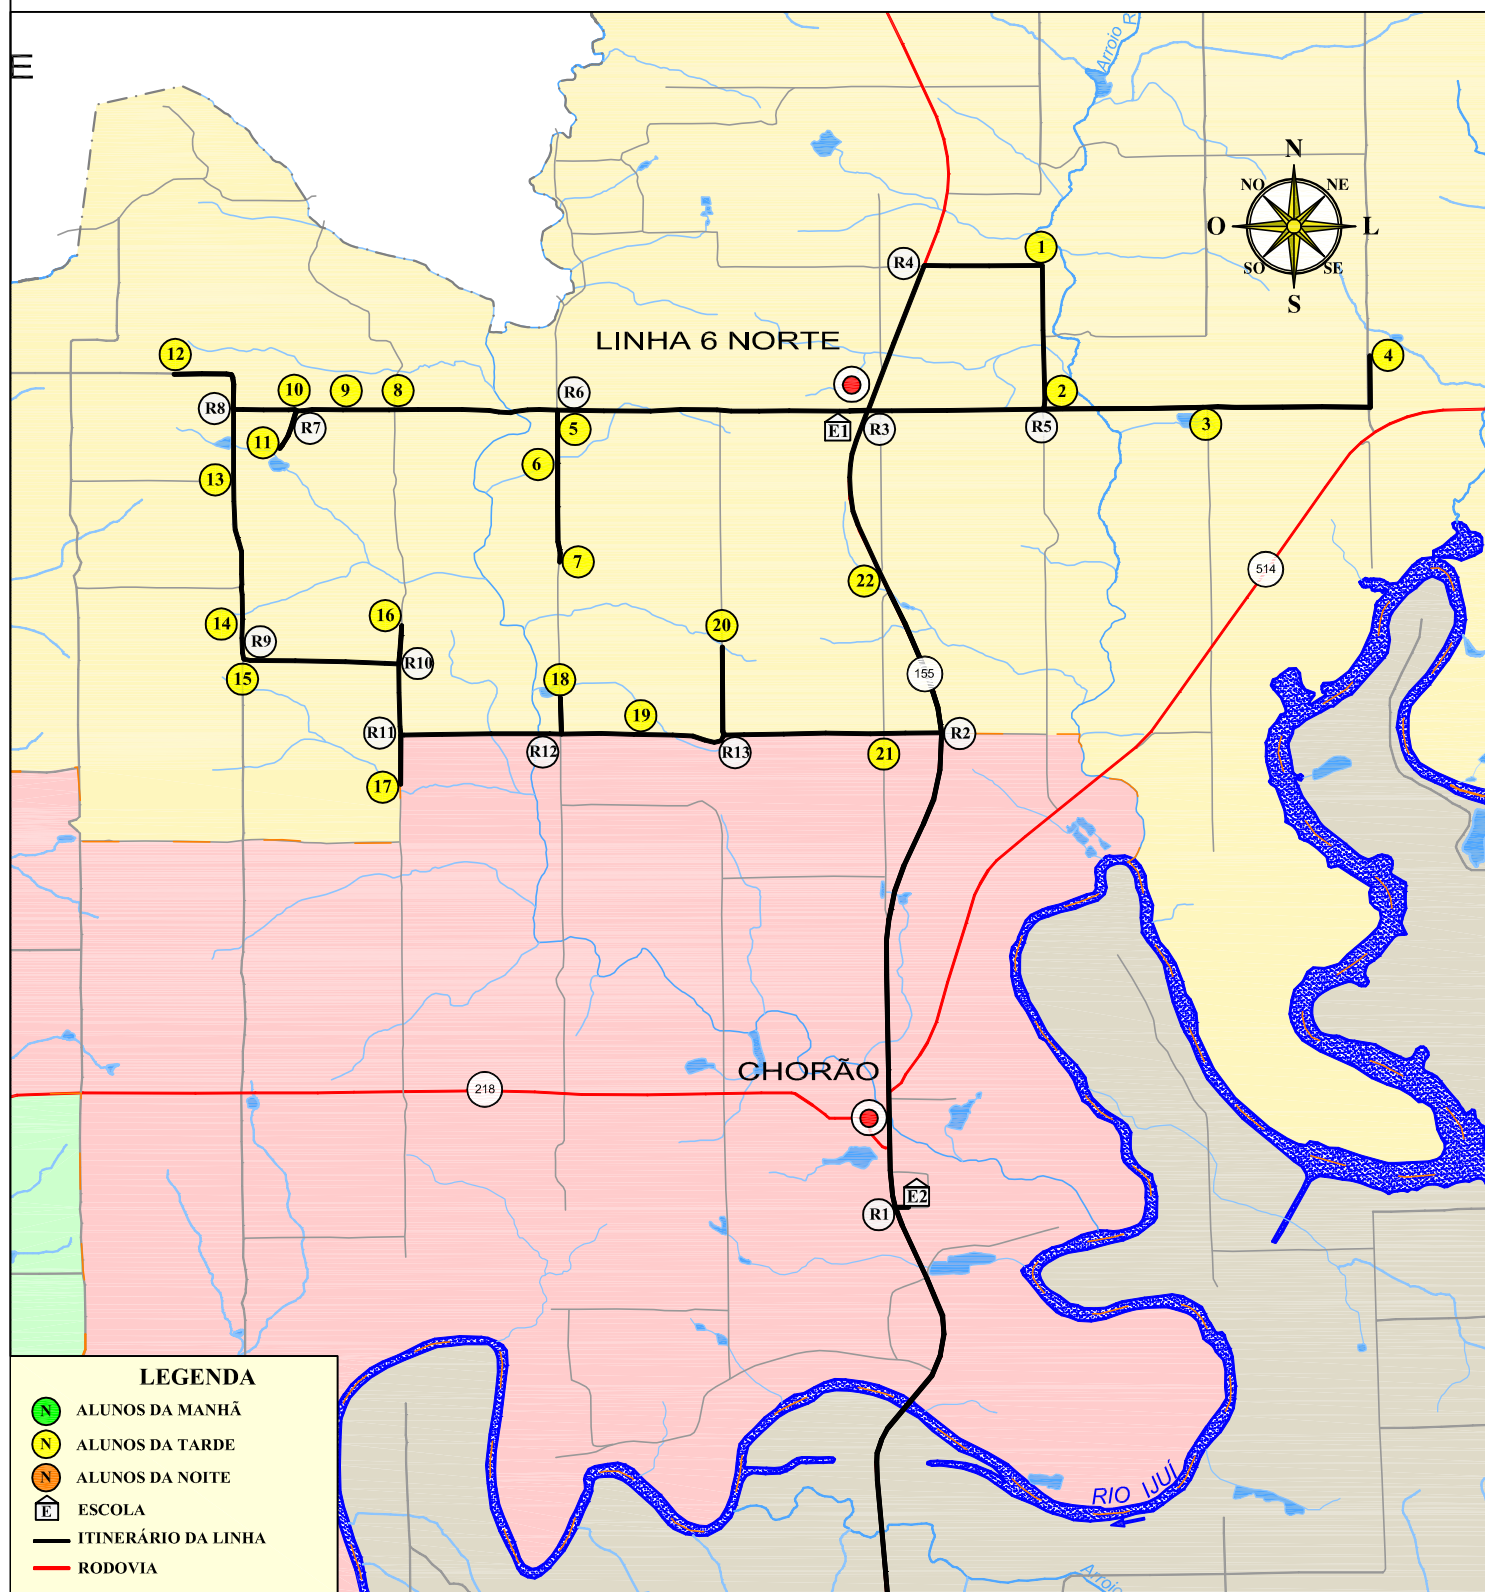 E
Arroio R
N
NO
NE
O
L
SO
SE
S
1
R4
LINHA 6 NORTE
12
4
10
9
8
R6
2
R8
11
R7
5
E1
R3
R5
3
6
13
7
22
514
14
16
20
R9
R10
155
15
18
19
R11
R12
R13
21
R2
17
CHORÃO
218
E2
R1
LEGENDA
N ALUNOS DA MANHÃ
N ALUNOS DA TARDE
N ALUNOS DA NOITE
E ESCOLA
ITINERÁRIO DA LINHA
RODOVIA
RIO IJUÍ
Arroio